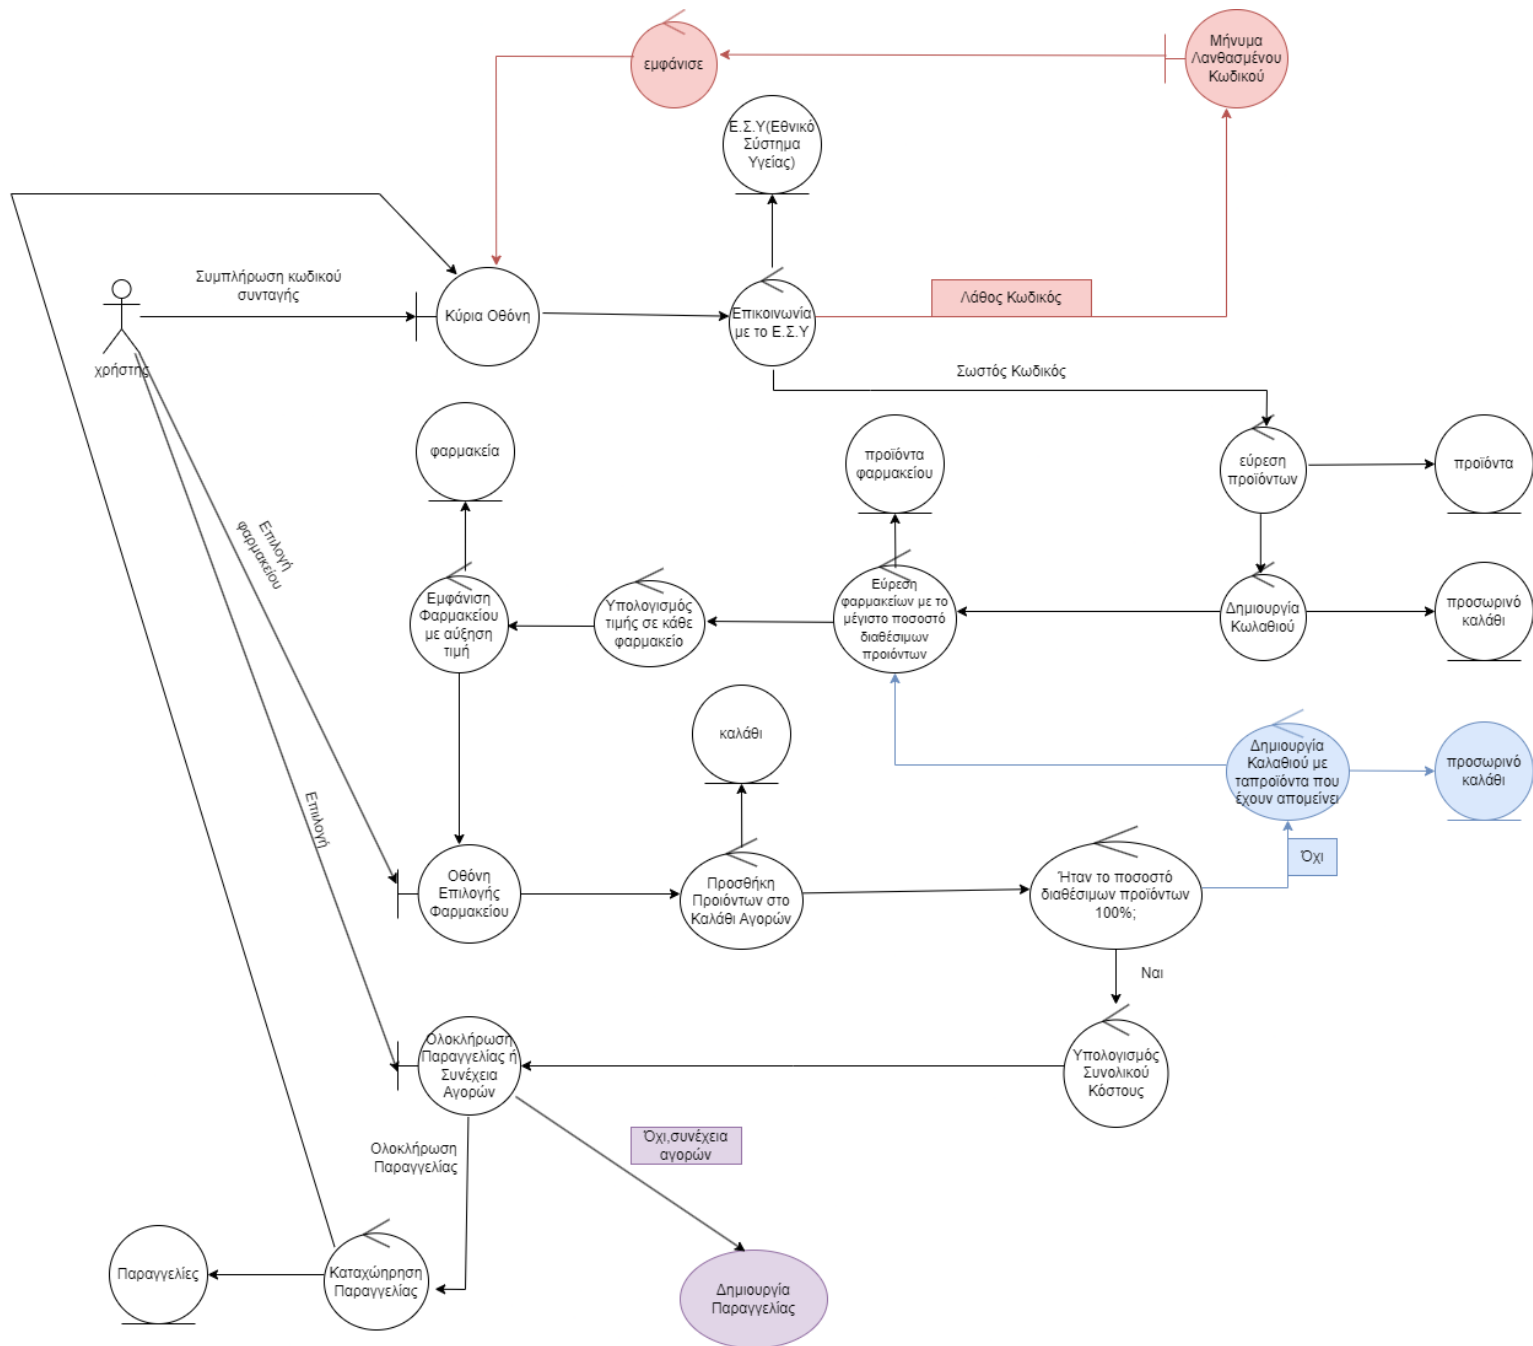 Μήνυμα
Λανθασμένου
Κωδικού
εμφάνισε
Ε.Σ.Υ(Εθνικό
Σύστημα
Υγείας)
Συμπλήρωση κωδικού
συνταγής
Λάθος Κωδικός
Κύρια Οθόνη
Επικοινωνία
με το Ε.Σ.Υ
χρήστης
Σωστός Κωδικός
φαρμακεία
προϊόντα
φαρμακείου
εύρεση
προϊόντων
προϊόντα
Επιλογή
φαρμακείου
Εμφάνιση
Φαρμακείου
με αύξηση
τιμή
Υπολογισμός
τιμής σε κάθε
φαρμακείο
Εύρεση
φαρμακείων με το
μέγιστο ποσοστό
διαθέσιμων
προιόντων
Δημιουργία
Κωλαθιού
προσωρινό
καλάθι
καλάθι
Δημιουργία
Καλαθιού με
ταπροϊόντα που
έχουν απομείνει
προσωρινό
καλάθι
Επιλογή
Όχι
Οθόνη
Επιλογής
Φαρμακείου
Προσθήκη
Προιόντων στο
Καλάθι Αγορών
Ήταν το ποσοστό
διαθέσιμων προϊόντων
100%;
Ναι
Ολοκλήρωση
Παραγγελίας ή
Συνέχεια
Αγορών
Υπολογισμός
Συνολικού
Κόστους
Ολοκλήρωση
Παραγγελίας
Όχι,συνέχεια
αγορών
Παραγγελίες
Καταχώηρηση
Παραγγελίας
Δημιουργία
Παραγγελίας